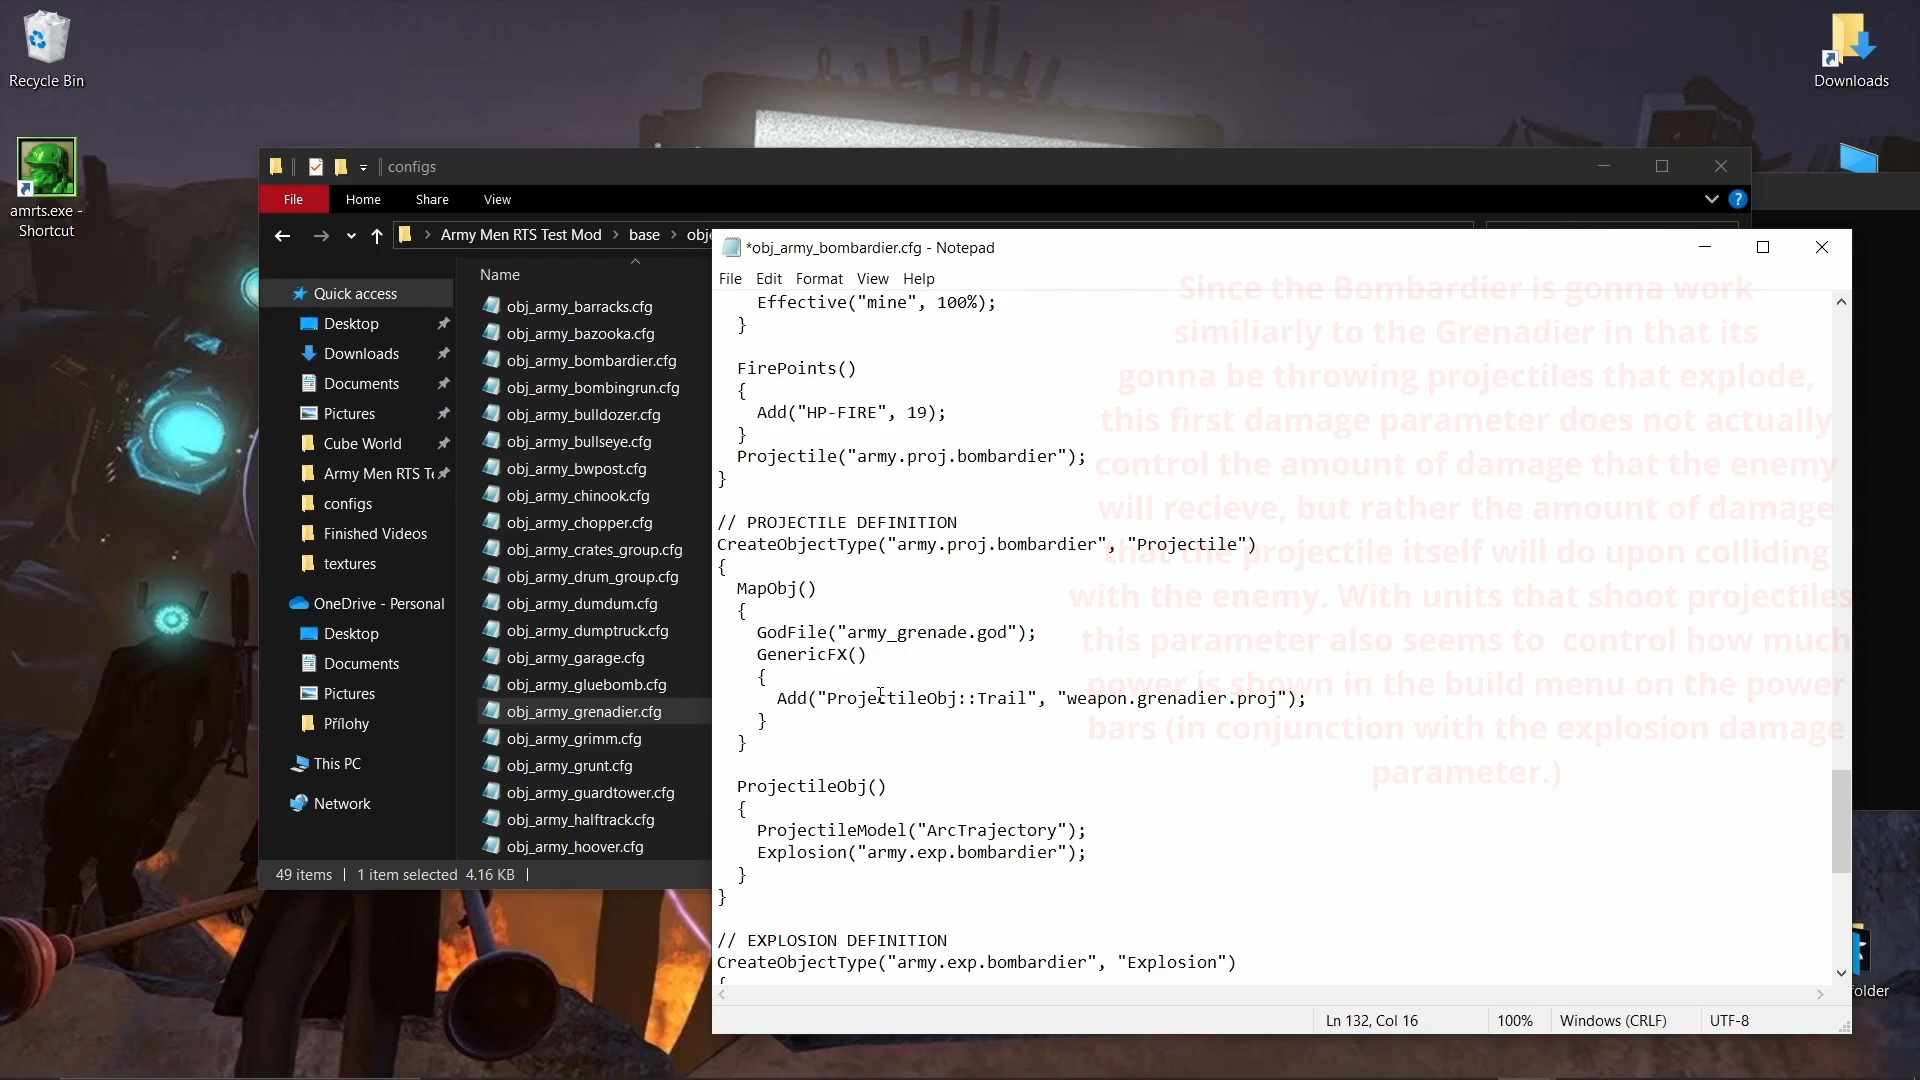 Recycle Bin
amrts.exe -
Shortcut
Downloads
configs
File
Home
Share
View
Army Men RTS Test Mod
base
Name
Quick access
Desktop
Downloads
Documents
Pictures
Cube World
Army Men RTS
configs
Finished Videos
textures
OneDrive - Personal
Desktop
Documents
Pictures
Přílohy
This PC
Network
obj_army_barracks.cfg
obj_army_bazooka.cfg
obj_army_bombardier.cfg
obj_army_bombingrun.cfg
obj_army_bulldozer.cfg
obj_army_bullseye.cfg
obj_army_bwpost.cfg
obj_army_chinook.cfg
obj_army_chopper.cfg
obj_army_crates_group.cfg
obj_army_drum_group.cfg
obj_army_dumdum.cfg
obj_army_dumptruck.cfg
obj_army_garage.cfg
obj_army_gluebomb.cfg
obj_army_grenadier.cfg
obj_army_grimm.cfg
obj_army_grunt.cfg
obj_army_guardtower.cfg
obj_army_halftrack.cfg
obj_army_hoover.cfg
49 items
1 item selected 4.16 KB
*obj_army_bombardier.cfg - Notepad
File Edit Format View Help
Effective("mine", 100%);
}
FirePoints()
{
Add("HP-FIRE", 19);
}
Projectile("army.proj.bombardier");
}
// PROJECTILE DEFINITION
CreateObjectType("army.proj.bombardier", "Projectile")
{
MapObj()
{
GodFile("army_grenade.god");
GenericFX()
{
Add("ProjectileObj::Trail", "weapon.grenadier.proj");
}
}
ProjectileObj()
{
ProjectileModel("ArcTrajectory");
Explosion("army.exp.bombardier");
}
}
// EXPLOSION DEFINITION
CreateObjectType("army.exp.bombardier", "Explosion")
Since the Bombardier is gonna work
similiarly to the Grenadier in that its
gonna be throwing projectiles that explode,
this first damage parameter does not actually
control the amount of damage that the enemy
will recieve, but rather the amount of damage
that the projectile itself will do upon colliding
with the enemy. With units that shoot projectiles,
this parameter also seems to control how much
power is shown in the build menu on the power
bars (in conjunction with the explosion damage
parameter.)
Ln 132, Col 16
100%
Windows (CRLF)
UTF-8
folder